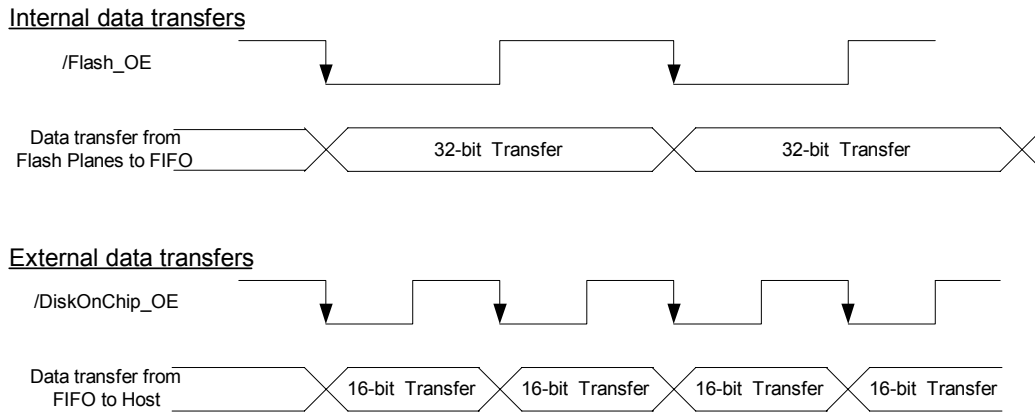 Internal data transfers
/Flash_OE
Data transfer from
Flash Planes to FIFO
32-bit Transfer
32-bit Transfer
External data transfers
/DiskOnChip_OE
Data transfer from
FIFO to Host
16-bit Transfer
16-bit Transfer
16-bit Transfer
16-bit Transfer